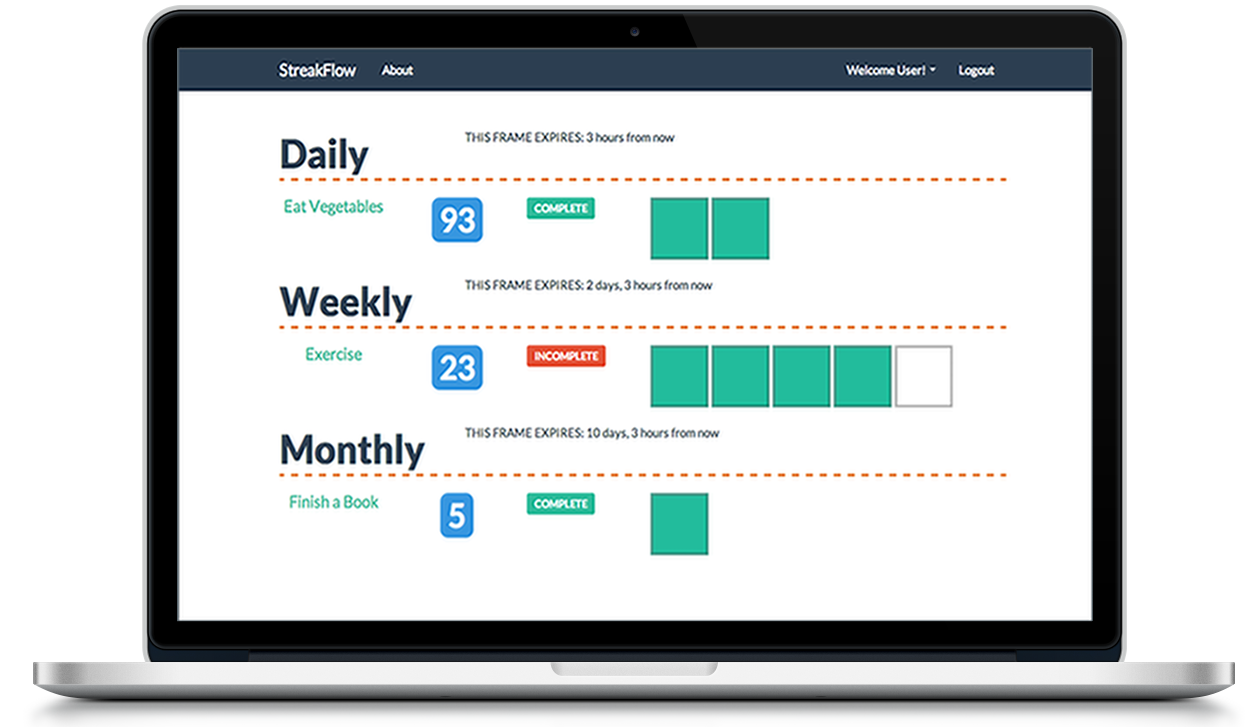 StreakFlow About Welcome User! Logout
THIS FRAME EXPIRES: 3 hours from now
Daily
Eat Vegetables 93 COMPLETE
THIS FRAME EXPIRES: 2 days, 3 hours from now
Weekly
Exercise 23 INCOMPLETE
THIS FRAME EXPIRES: 10 days, 3 hours from now
Monthly
Finish a Book 5 COMPLETE